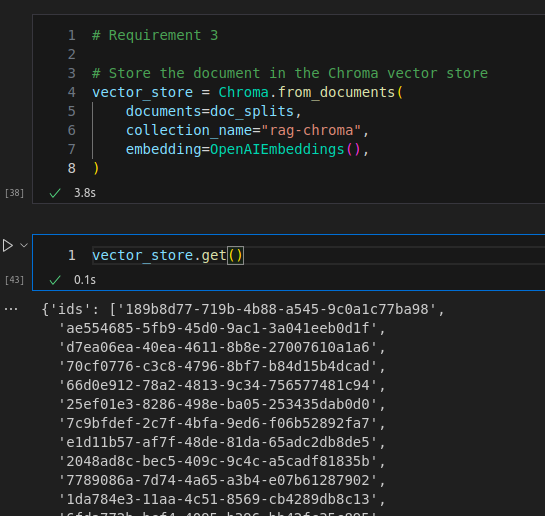 1 # Requirement 3
2
3 # Store the document in the Chroma vector store
4 vector_store = Chroma.from_documents(
5 documents=doc_splits,
6 collection_name="rag-chroma",
7 embedding=OpenAIEmbeddings(),
8 )
[38] ✓ 3.8s
1 vector_store.get()
[43] ✓ 0.1s
... {'ids': ['189b8d77-719b-4b88-a545-9c0a1c77ba98',
'ae554685-5fb9-45d0-9ac1-3a041eeb0d1f',
'd7ea06ea-40ea-4611-8b8e-27007610a1a6',
'70cf0776-c3c8-4796-8bf7-b84d15b4dcad',
'66d0e912-78a2-4813-9c34-756577481c94',
'25ef01e3-8286-498e-ba05-253435dab0d0',
'7c9bfdef-2c7f-4bfa-9ed6-f06b52892fa7',
'e1d11b57-af7f-48de-81da-65adc2db8de5',
'2048ad8c-bec5-409c-9c4c-a5cadf81835b',
'7789086a-7d74-4a65-a3b4-e07b61287902',
'1da784e3-11aa-4c51-8569-cb4289db8c13',